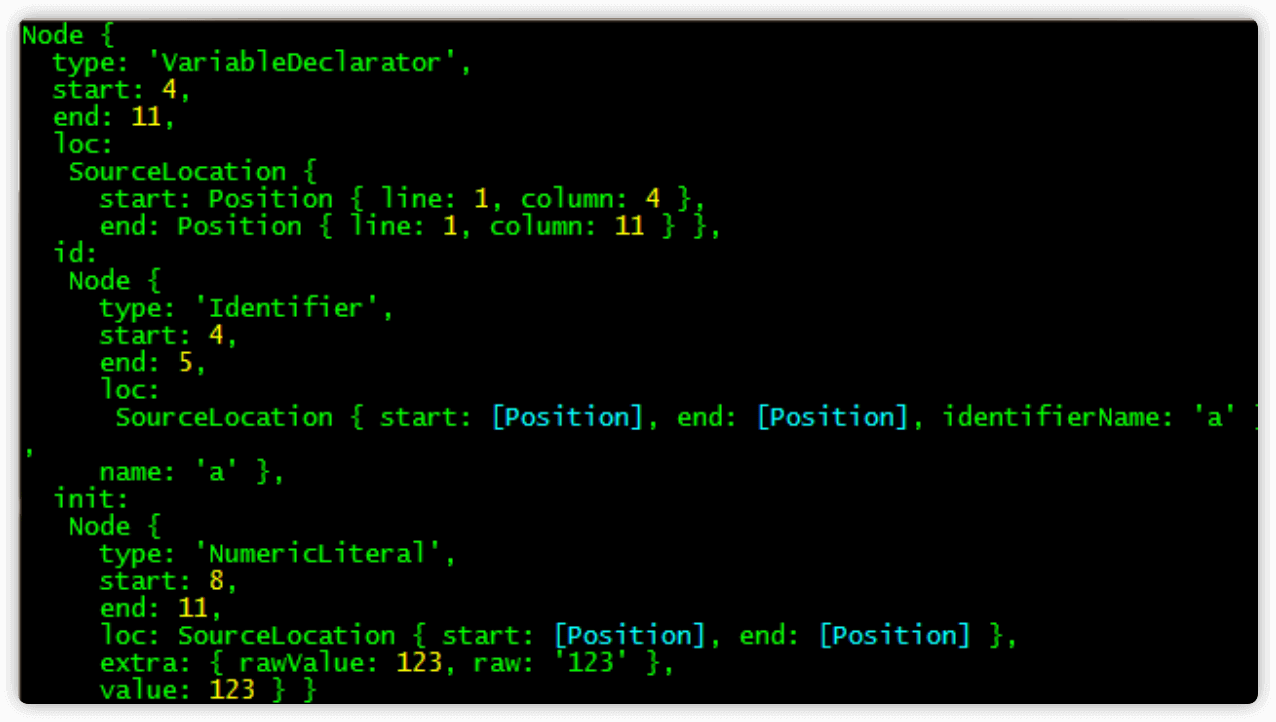 Node {
  type: 'VariableDeclarator',
  start: 4,
  end: 11,
  loc:
   SourceLocation {
     start: Position { line: 1, column: 4 },
     end: Position { line: 1, column: 11 } },
  id:
   Node {
     type: 'Identifier',
     start: 4,
     end: 5,
     loc:
      SourceLocation { start: [Position], end: [Position], identifierName: 'a' }
,
     name: 'a' },
  init:
   Node {
     type: 'NumericLiteral',
     start: 8,
     end: 11,
     loc: SourceLocation { start: [Position], end: [Position] },
     extra: { rawValue: 123, raw: '123' },
     value: 123 } }